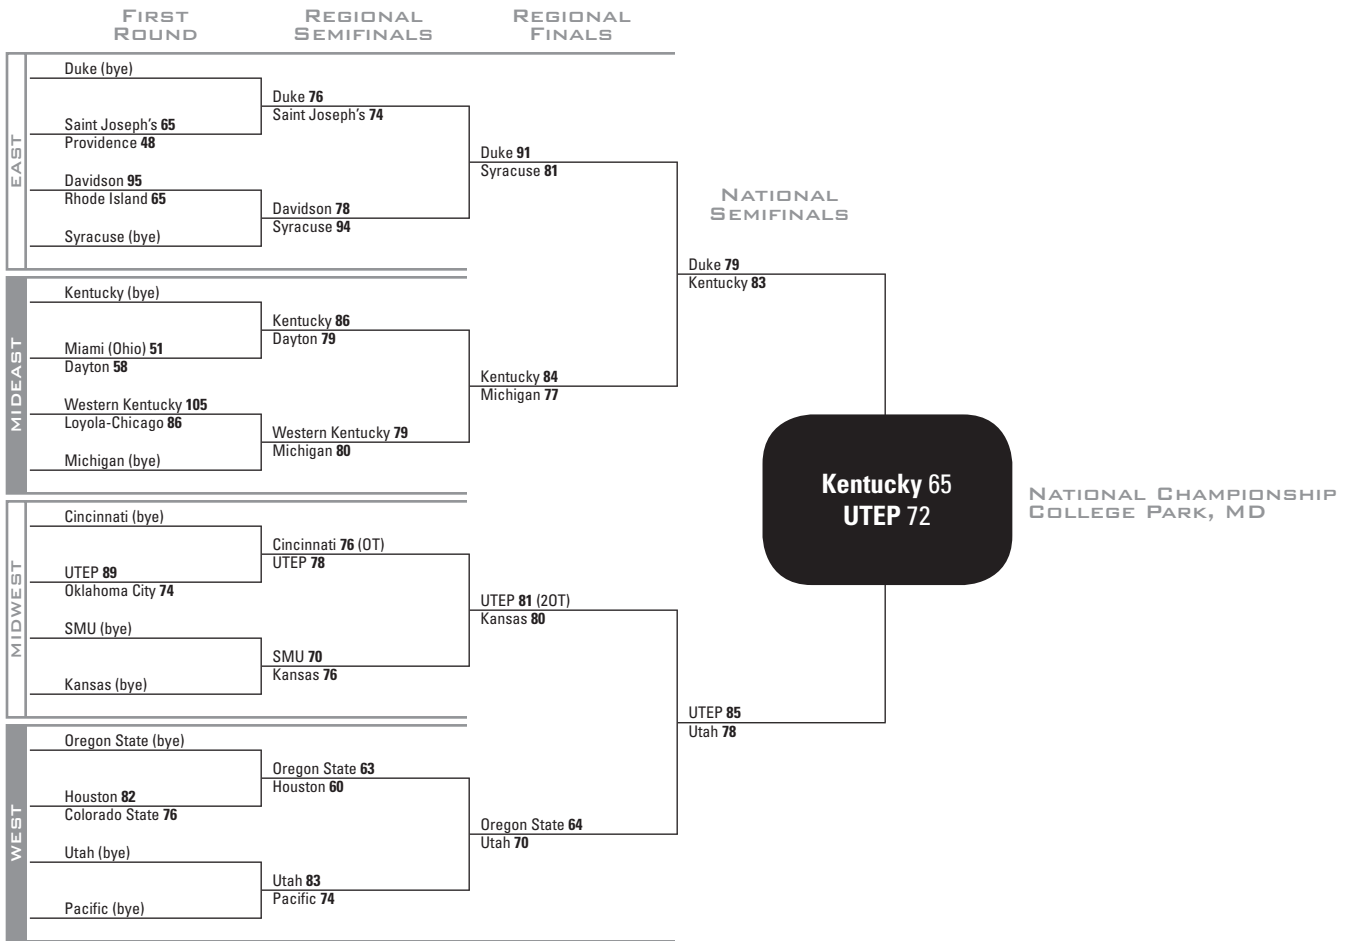 FIRST
ROUND
REGIONAL
SEMIFINALS
REGIONAL
FINALS
EAST
Duke (bye)
Saint Joseph's 65
Providence 48
Davidson 95
Rhode Island 65
Syracuse (bye)
Duke 76
Saint Joseph's 74
Davidson 78
Syracuse 94
Duke 91
Syracuse 81
MIDEAST
Kentucky (bye)
Miami (Ohio) 51
Dayton 58
Western Kentucky 105
Loyola-Chicago 86
Michigan (bye)
Kentucky 86
Dayton 79
Western Kentucky 79
Michigan 80
Kentucky 84
Michigan 77
MIDWEST
Cincinnati (bye)
UTEP 89
Oklahoma City 74
SMU (bye)
Kansas (bye)
Cincinnati 76 (OT)
UTEP 78
SMU 70
Kansas 76
UTEP 81 (2OT)
Kansas 80
WEST
Oregon State (bye)
Houston 82
Colorado State 76
Utah (bye)
Pacific (bye)
Oregon State 63
Houston 60
Utah 83
Pacific 74
Oregon State 64
Utah 70
NATIONAL
SEMIFINALS
Duke 79
Kentucky 83
UTEP 85
Utah 78
Kentucky 65
UTEP 72
NATIONAL CHAMPIONSHIP
COLLEGE PARK, MD